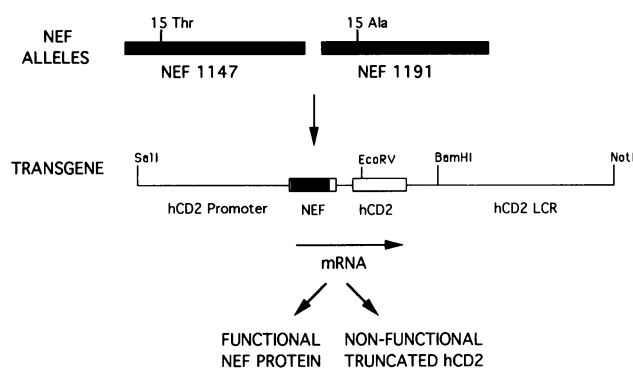 15 Thr
15 Ala
NEF
ALLELES
NEF 1147
NEF 1191
TRANSGENE
SalI
EcoRV
BamHI
NotI
hCD2 Promoter
NEF
hCD2
hCD2 LCR
mRNA
FUNCTIONAL
NEF PROTEIN
NON-FUNCTIONAL
TRUNCATED hCD2